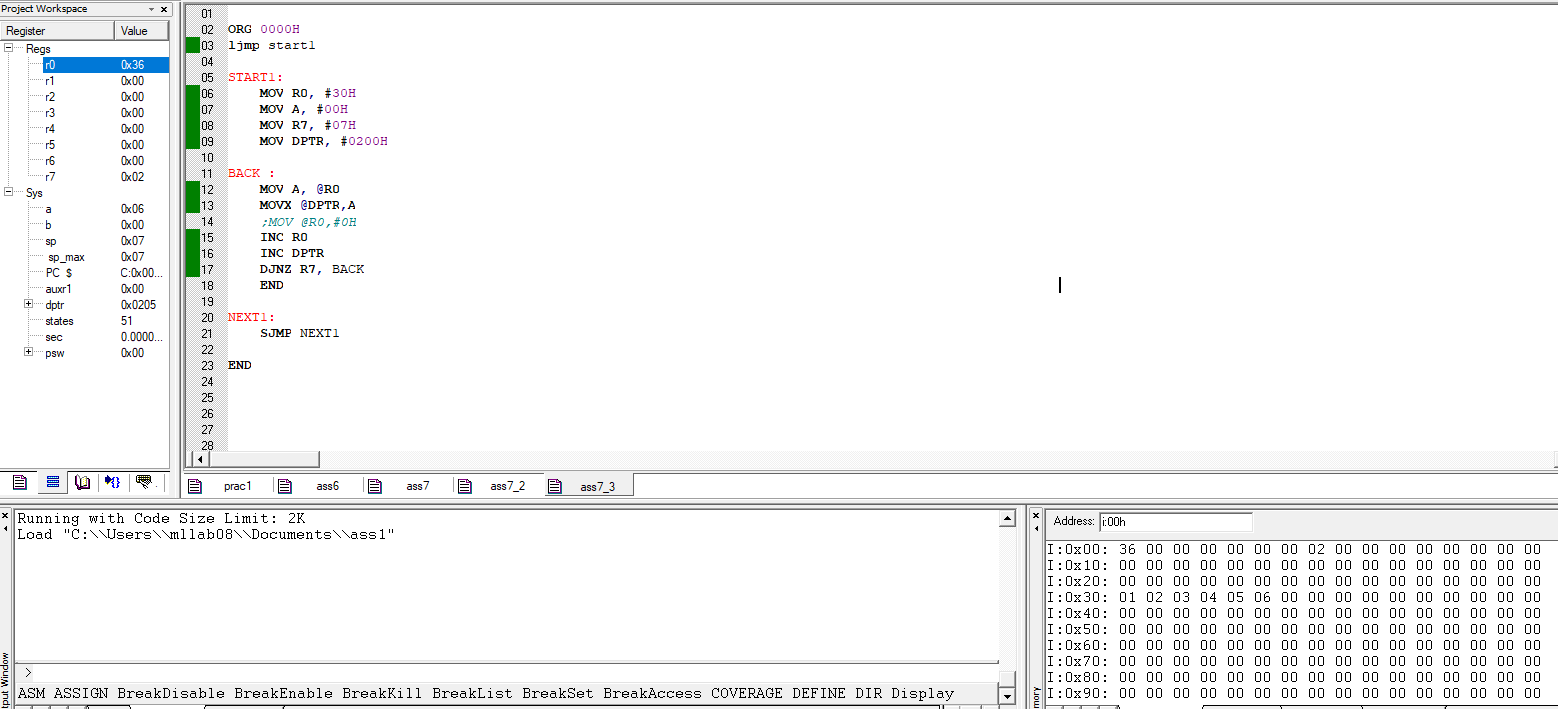 Project Workspace
Register Value
Regs
r0 0x36
r1 0x00
r2 0x00
r3 0x00
r4 0x00
r5 0x00
r6 0x00
r7 0x02
Sys
a 0x06
b 0x00
sp 0x07
sp_max 0x07
PC $ C:0x00...
auxr1 0x00
dptr 0x0205
states 51
sec 0.0000...
psw 0x00
01
02 ORG 0000H
03 ljmp start1
04
05 START1:
06 MOV R0, #30H
07 MOV A, #00H
08 MOV R7, #07H
09 MOV DPTR, #0200H
10
11 BACK :
12 MOV A, @R0
13 MOVX @DPTR,A
14 ;MOV @R0,#0H
15 INC R0
16 INC DPTR
17 DJNZ R7, BACK
18 END
19
20 NEXT1:
21 SJMP NEXT1
22
23 END
24
25
26
27
28
prac1 ass6 ass7 ass7_2 ass7_3
Running with Code Size Limit: 2K
Load "C:\\Users\\mllab08\\Documents\\ass1"
>
ASM ASSIGN BreakDisable BreakEnable BreakKill BreakList BreakSet BreakAccess COVERAGE DEFINE DIR Display
Address: i:00h
I:0x00: 36 00 00 00 00 00 00 02 00 00 00 00 00 00 00 00
I:0x10: 00 00 00 00 00 00 00 00 00 00 00 00 00 00 00 00
I:0x20: 00 00 00 00 00 00 00 00 00 00 00 00 00 00 00 00
I:0x30: 01 02 03 04 05 06 00 00 00 00 00 00 00 00 00 00
I:0x40: 00 00 00 00 00 00 00 00 00 00 00 00 00 00 00 00
I:0x50: 00 00 00 00 00 00 00 00 00 00 00 00 00 00 00 00
I:0x60: 00 00 00 00 00 00 00 00 00 00 00 00 00 00 00 00
I:0x70: 00 00 00 00 00 00 00 00 00 00 00 00 00 00 00 00
I:0x80: 00 00 00 00 00 00 00 00 00 00 00 00 00 00 00 00
I:0x90: 00 00 00 00 00 00 00 00 00 00 00 00 00 00 00 00